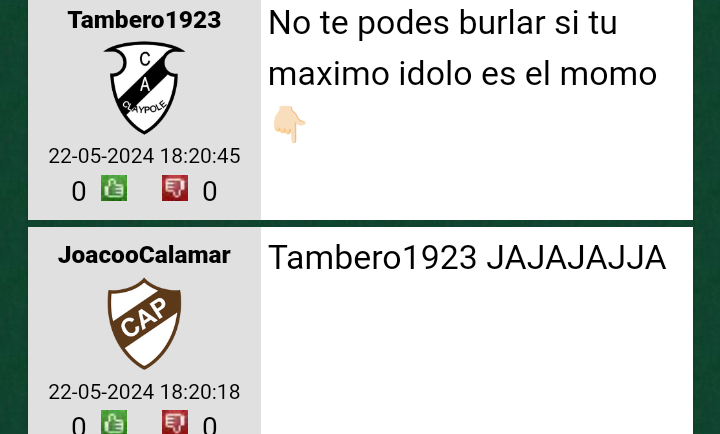 Tambero1923
No te podes burlar si tu
maximo idolo es el momo
👇🏻
C
A
CLAYPOLE
22-05-2024 18:20:45
0 0
JoacooCalamar
Tambero1923 JAJAJAJJA
CAP
22-05-2024 18:20:18
0 0